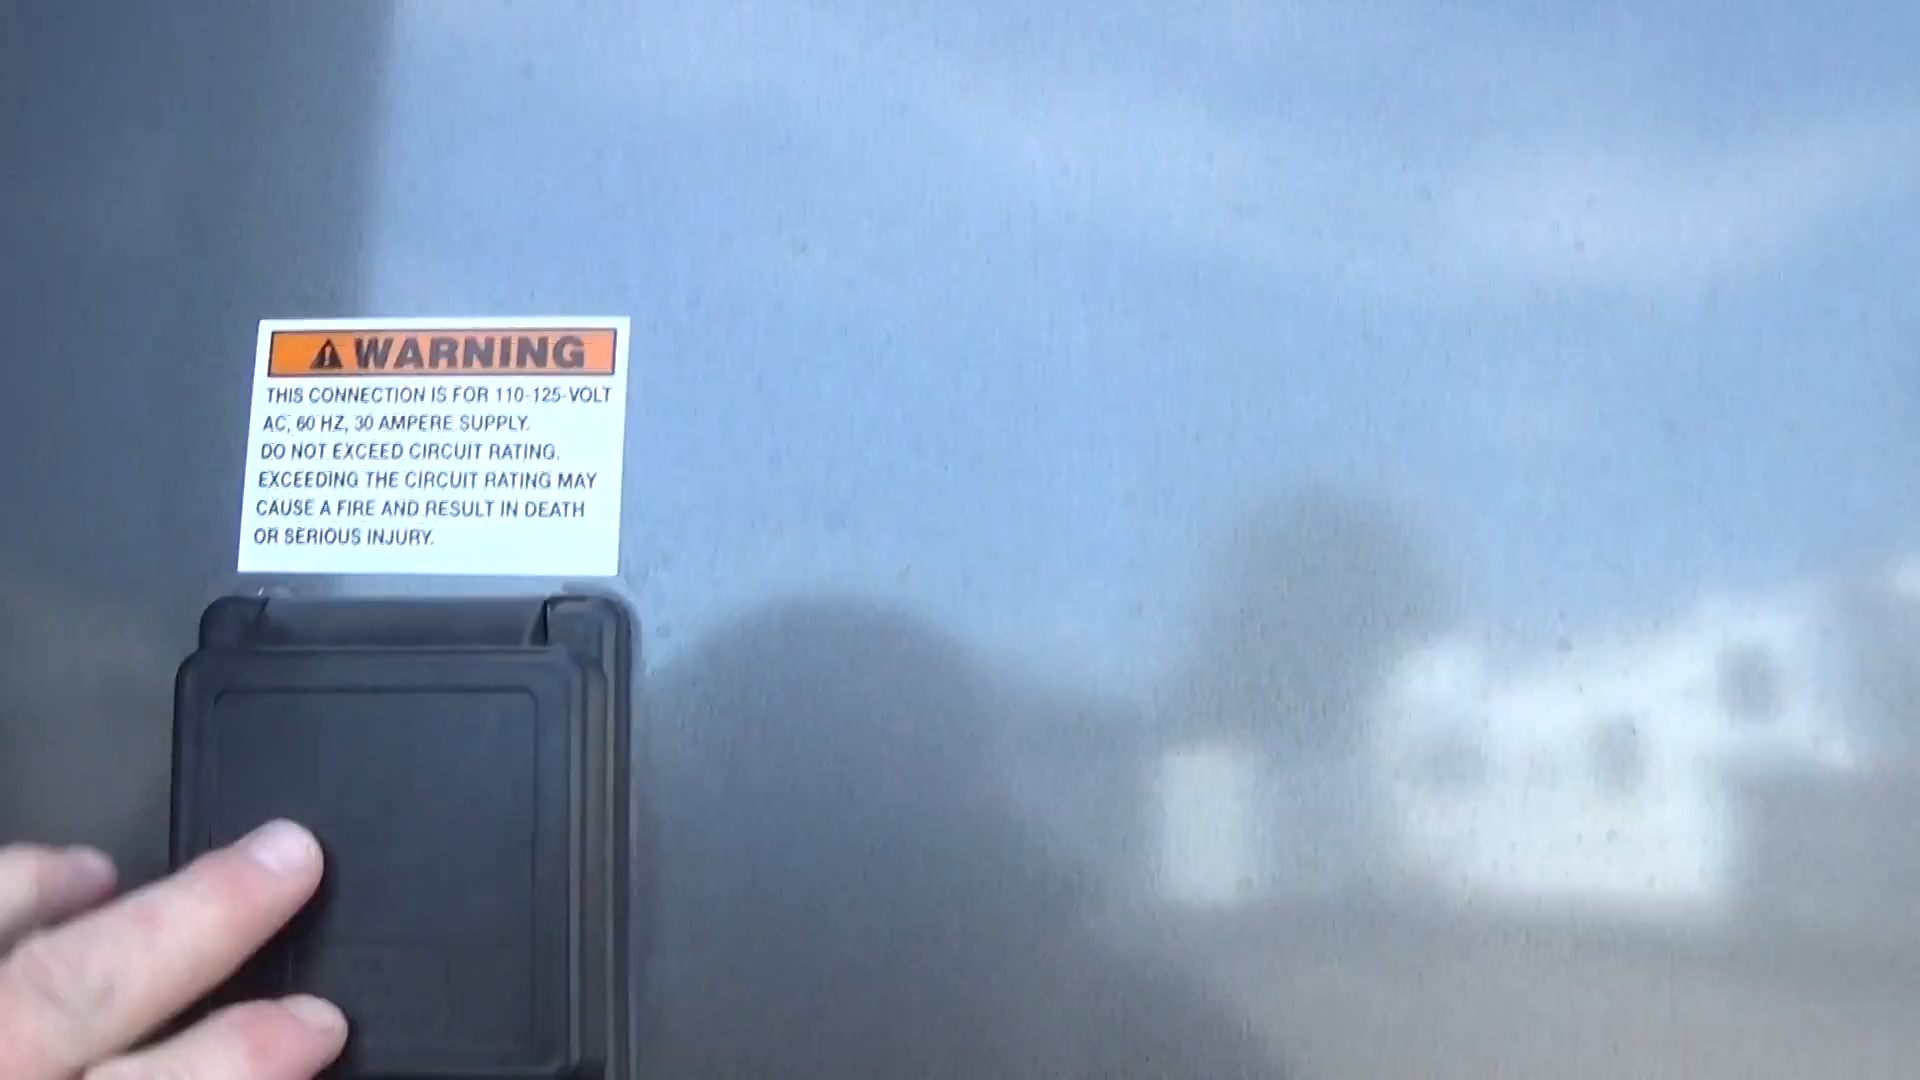 WARNING
THIS CONNECTION IS FOR 110-125-VOLT
AC, 60 HZ, 30 AMPERE SUPPLY.
DO NOT EXCEED CIRCUIT RATING.
EXCEEDING THE CIRCUIT RATING MAY
CAUSE A FIRE AND RESULT IN DEATH
OR SERIOUS INJURY.